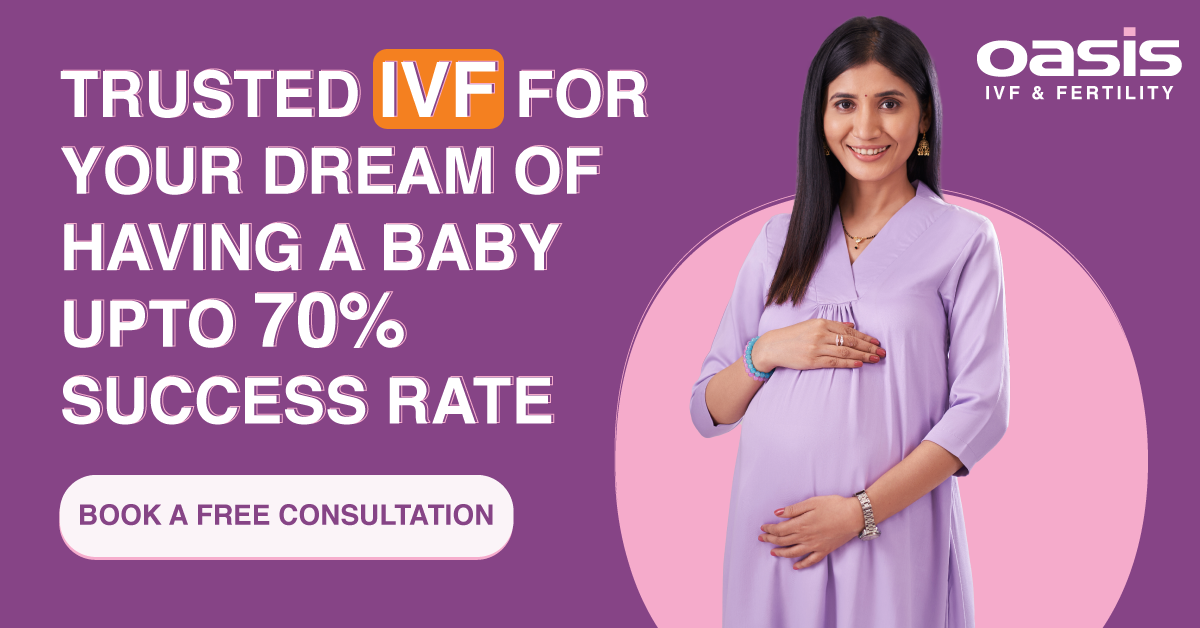 TRUSTED IVF FOR
YOUR DREAM OF
HAVING A BABY
UPTO 70%
SUCCESS RATE
BOOK A FREE CONSULTATION
oasis
IVF & FERTILITY